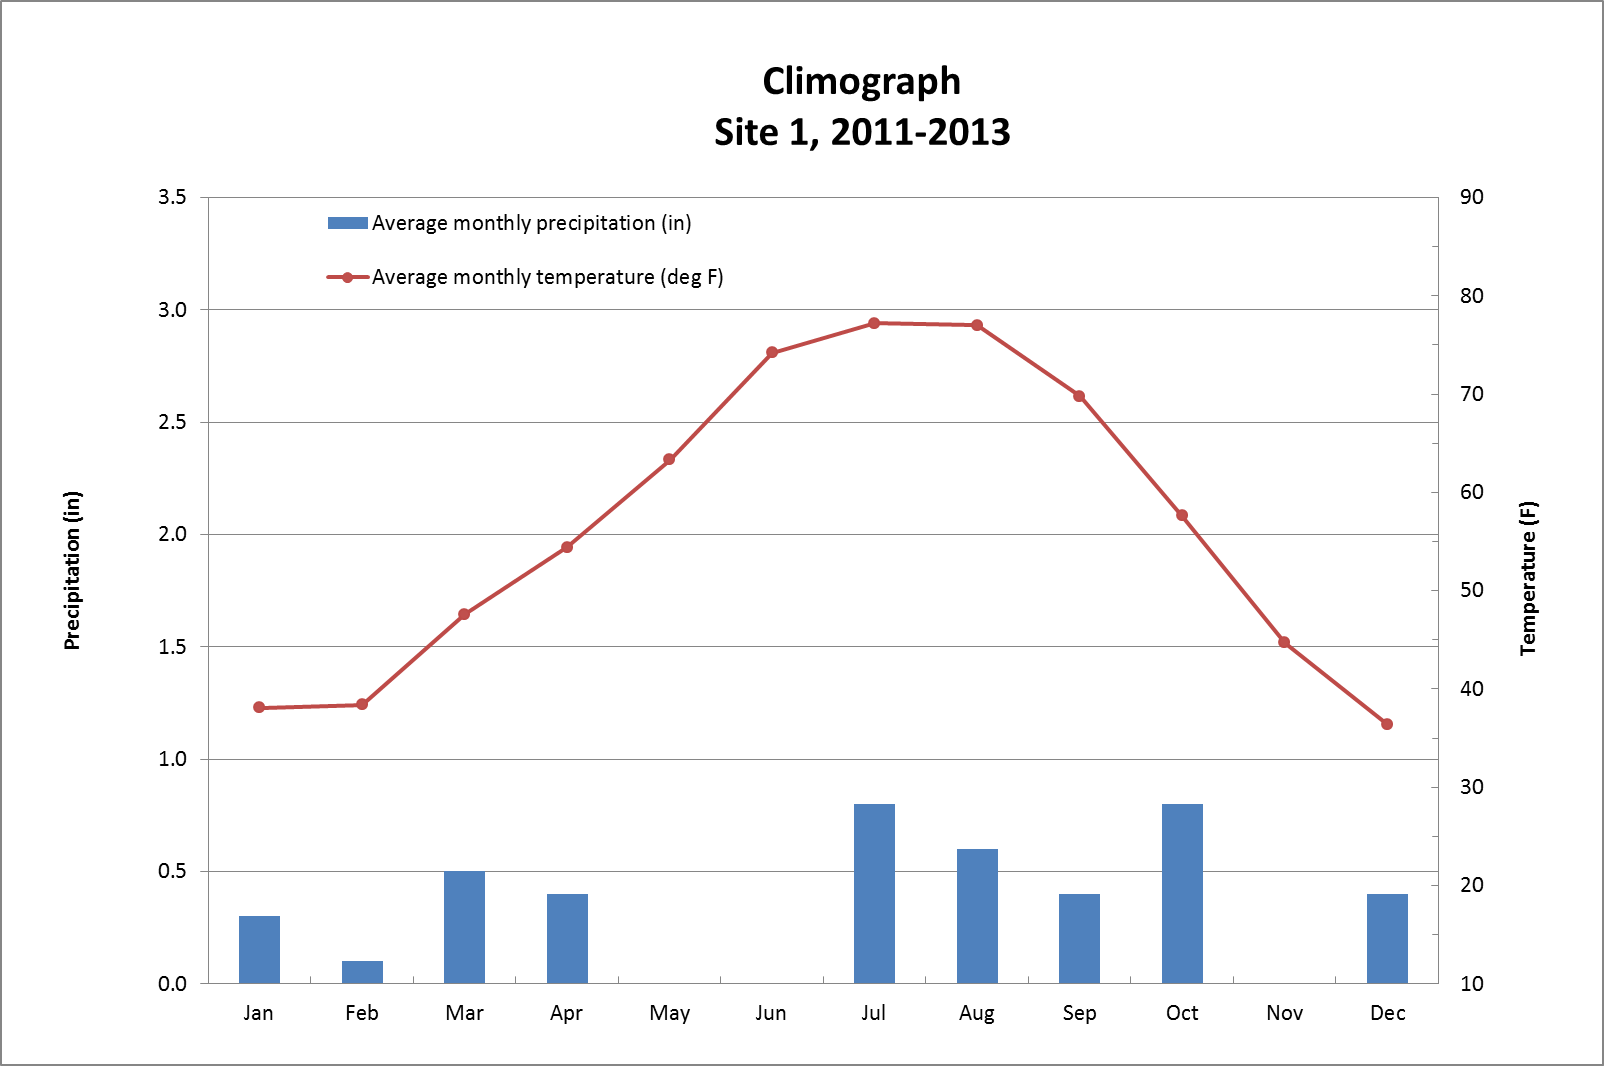 Climograph
Site 1, 2011-2013
3.5
3.0
2.5
2.0
1.5
1.0
0.5
0.0
Precipitation (in)
Average monthly precipitation (in)
Average monthly temperature (deg F)
90
80
70
60
50
40
30
20
10
Temperature (F)
Jan Feb Mar Apr May Jun Jul Aug Sep Oct Nov Dec